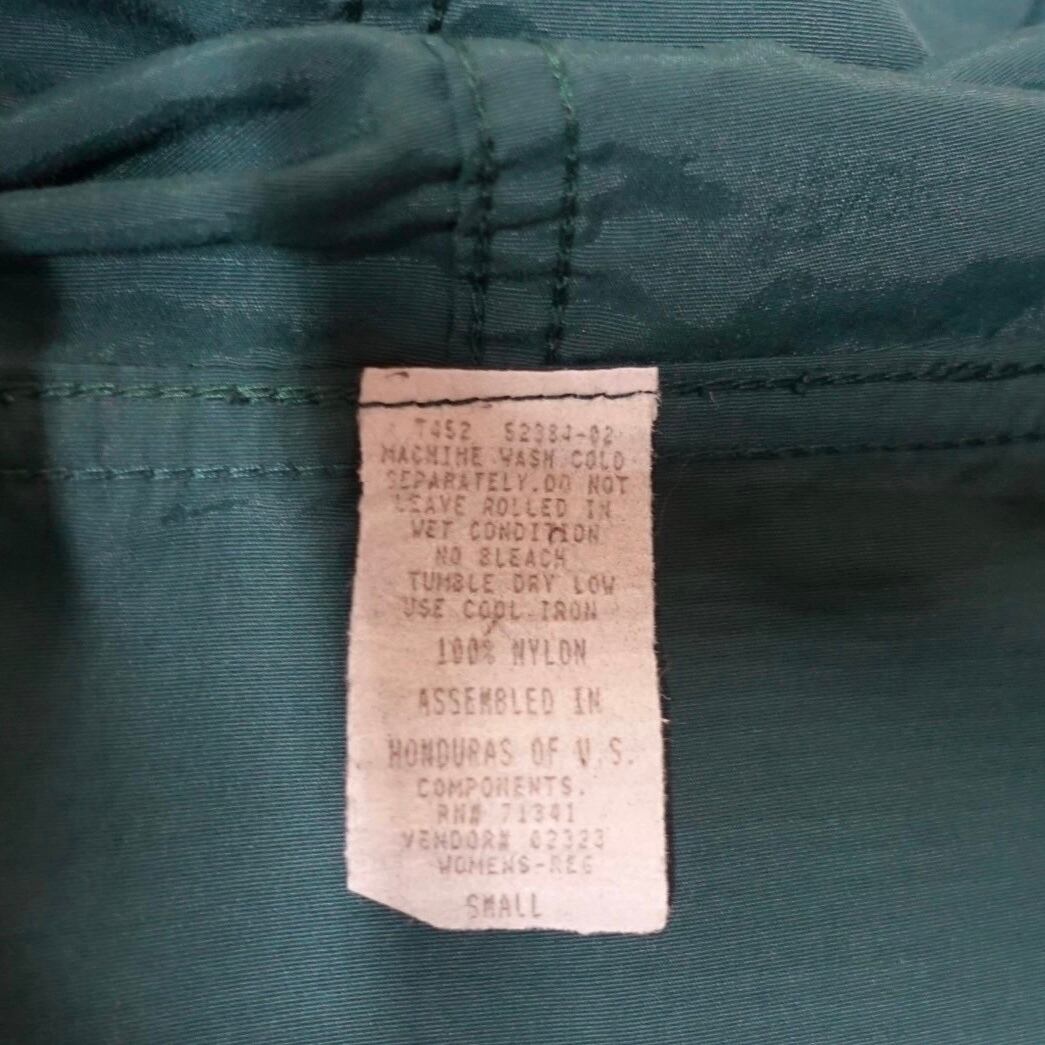 T452 52384-02
MACHINE WASH COLD
SEPARATELY.DO NOT
LEAVE ROLLED IN
WET CONDITION
NO BLEACH
TUMBLE DRY LOW
USE COOL IRON
100% NYLON
ASSEMBLED IN
HONDURAS OF U.S.
COMPONENTS.
RN# 71341
VENDOR# 02323
WOMENS-REG
SMALL